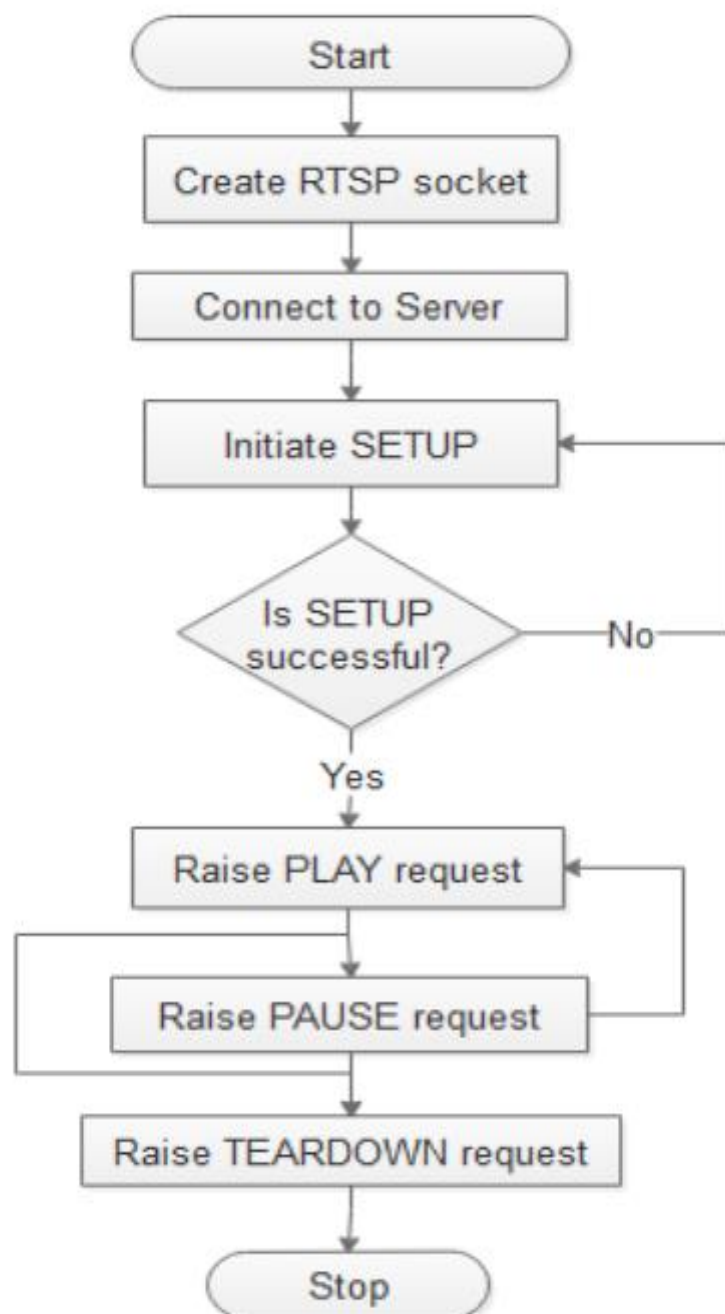 Start
Create RTSP socket
Connect to Server
Initiate SETUP
Is SETUP
successful?
No
Yes
Raise PLAY request
Raise PAUSE request
Raise TEARDOWN request
Stop